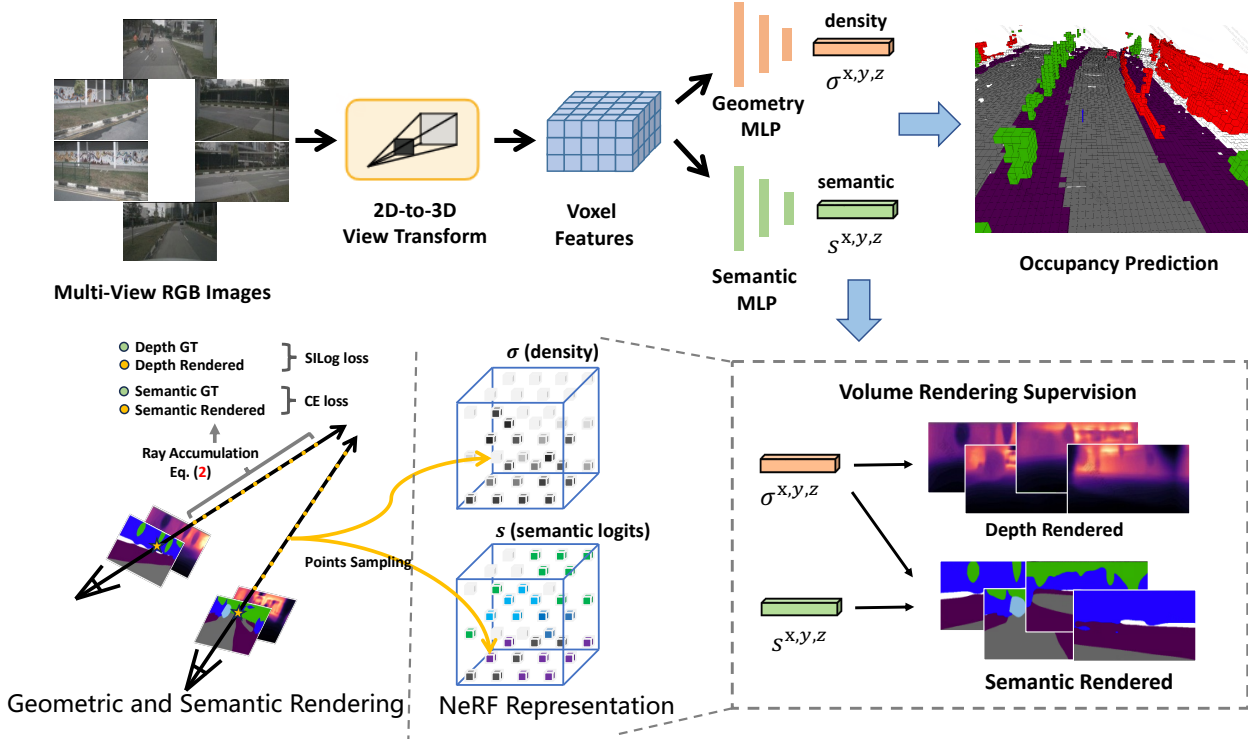 density
σ^x,y,z
Geometry
MLP
2D-to-3D
View Transform
Voxel
Features
semantic
s^x,y,z
Semantic
MLP
Occupancy Prediction
Multi-View RGB Images
Depth GT
Depth Rendered
SILog loss
Semantic GT
Semantic Rendered
CE loss
Ray Accumulation
Eq. (2)
Points Sampling
Geometric and Semantic Rendering
σ (density)
s (semantic logits)
NeRF Representation
Volume Rendering Supervision
σ^x,y,z
Depth Rendered
s^x,y,z
Semantic Rendered